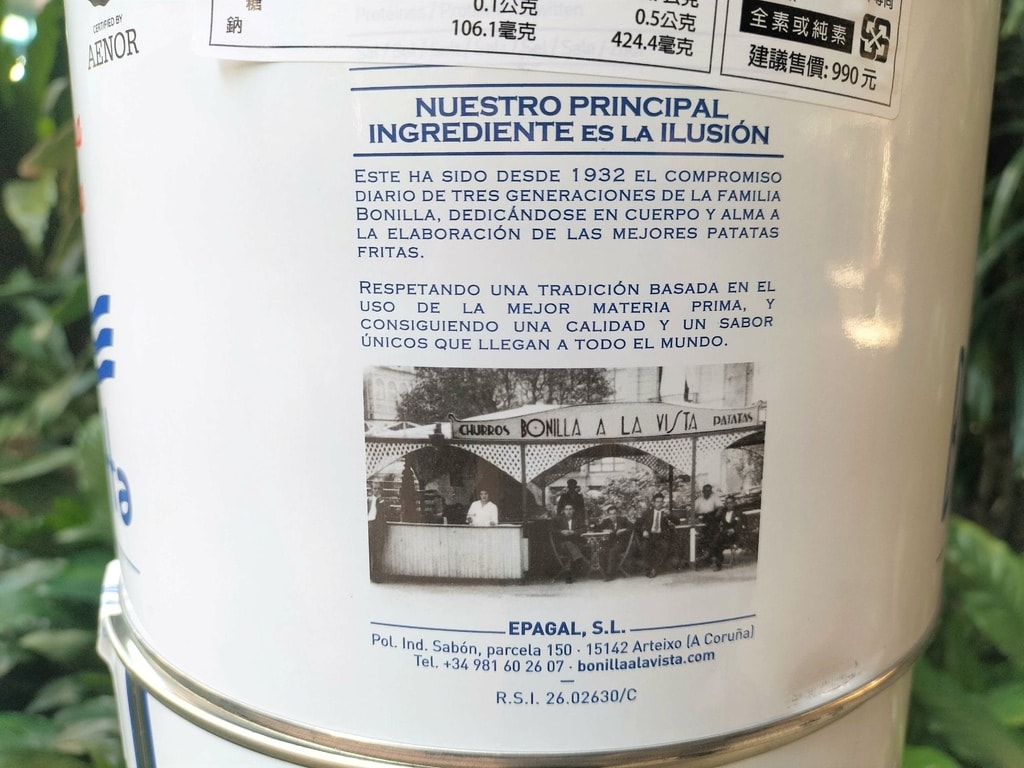 CERTIFIED BY
AENOR
糖
0.1公克
0.5公克
鈉
106.1毫克
424.4毫克
全素或純素
建議售價: 990 元
NUESTRO PRINCIPAL
INGREDIENTE ES LA ILUSIÓN
ESTE HA SIDO DESDE 1932 EL COMPROMISO
DIARIO DE TRES GENERACIONES DE LA FAMILIA
BONILLA, DEDICÁNDOSE EN CUERPO Y ALMA A
LA ELABORACIÓN DE LAS MEJORES PATATAS
FRITAS.
RESPETANDO UNA TRADICIÓN BASADA EN EL
USO DE LA MEJOR MATERIA PRIMA, Y
CONSIGUIENDO UNA CALIDAD Y UN SABOR
ÚNICOS QUE LLEGAN A TODO EL MUNDO.
CHURROS BONILLA A LA VISTA PATATAS
EPAGAL, S.L.
Pol. Ind. Sabón, parcela 150 · 15142 Arteixo (A Coruña)
Tel. +34 981 60 26 07 · bonillaalavista.com
R.S.I. 26.02630/C